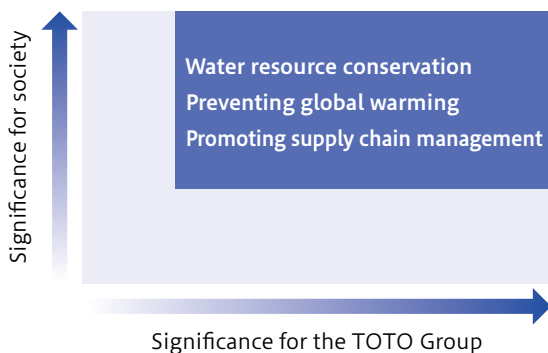 Significance for society
Water resource conservation
Preventing global warming
Promoting supply chain management
Significance for the TOTO Group